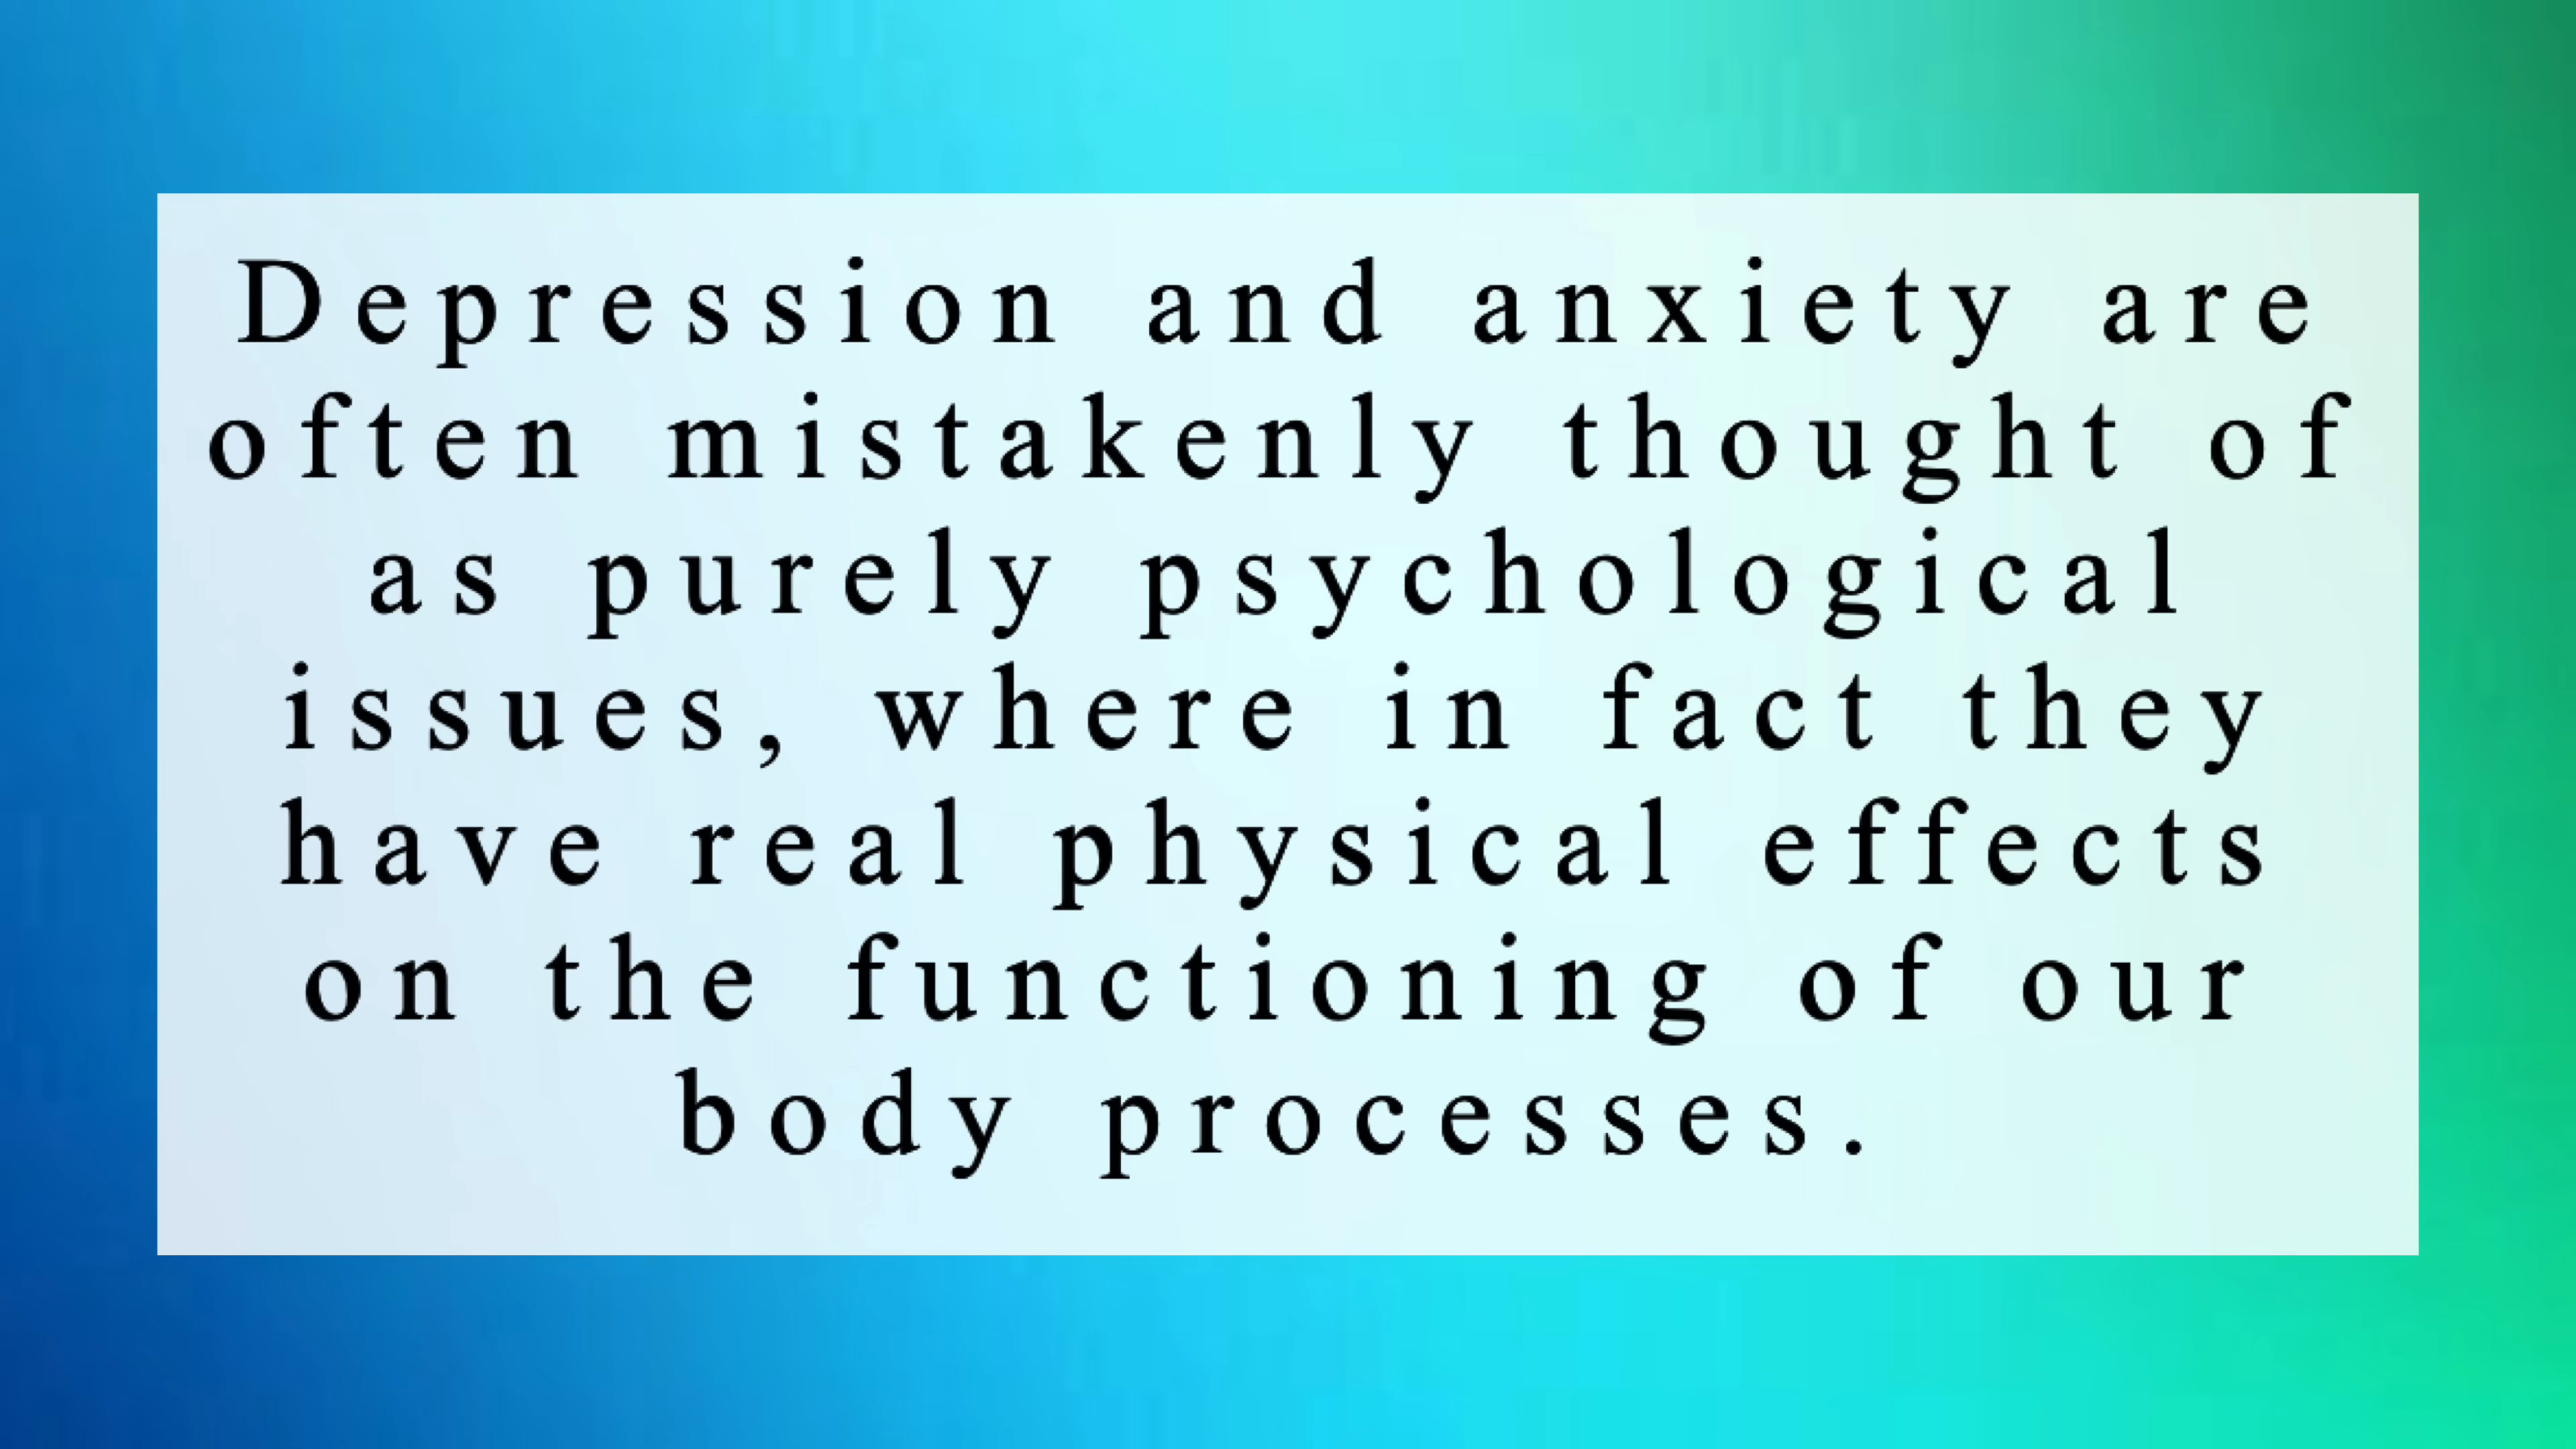 Depression and anxiety are
often mistakenly thought of
as purely psychological
issues, where in fact they
have real physical effects
on the functioning of our
body processes.